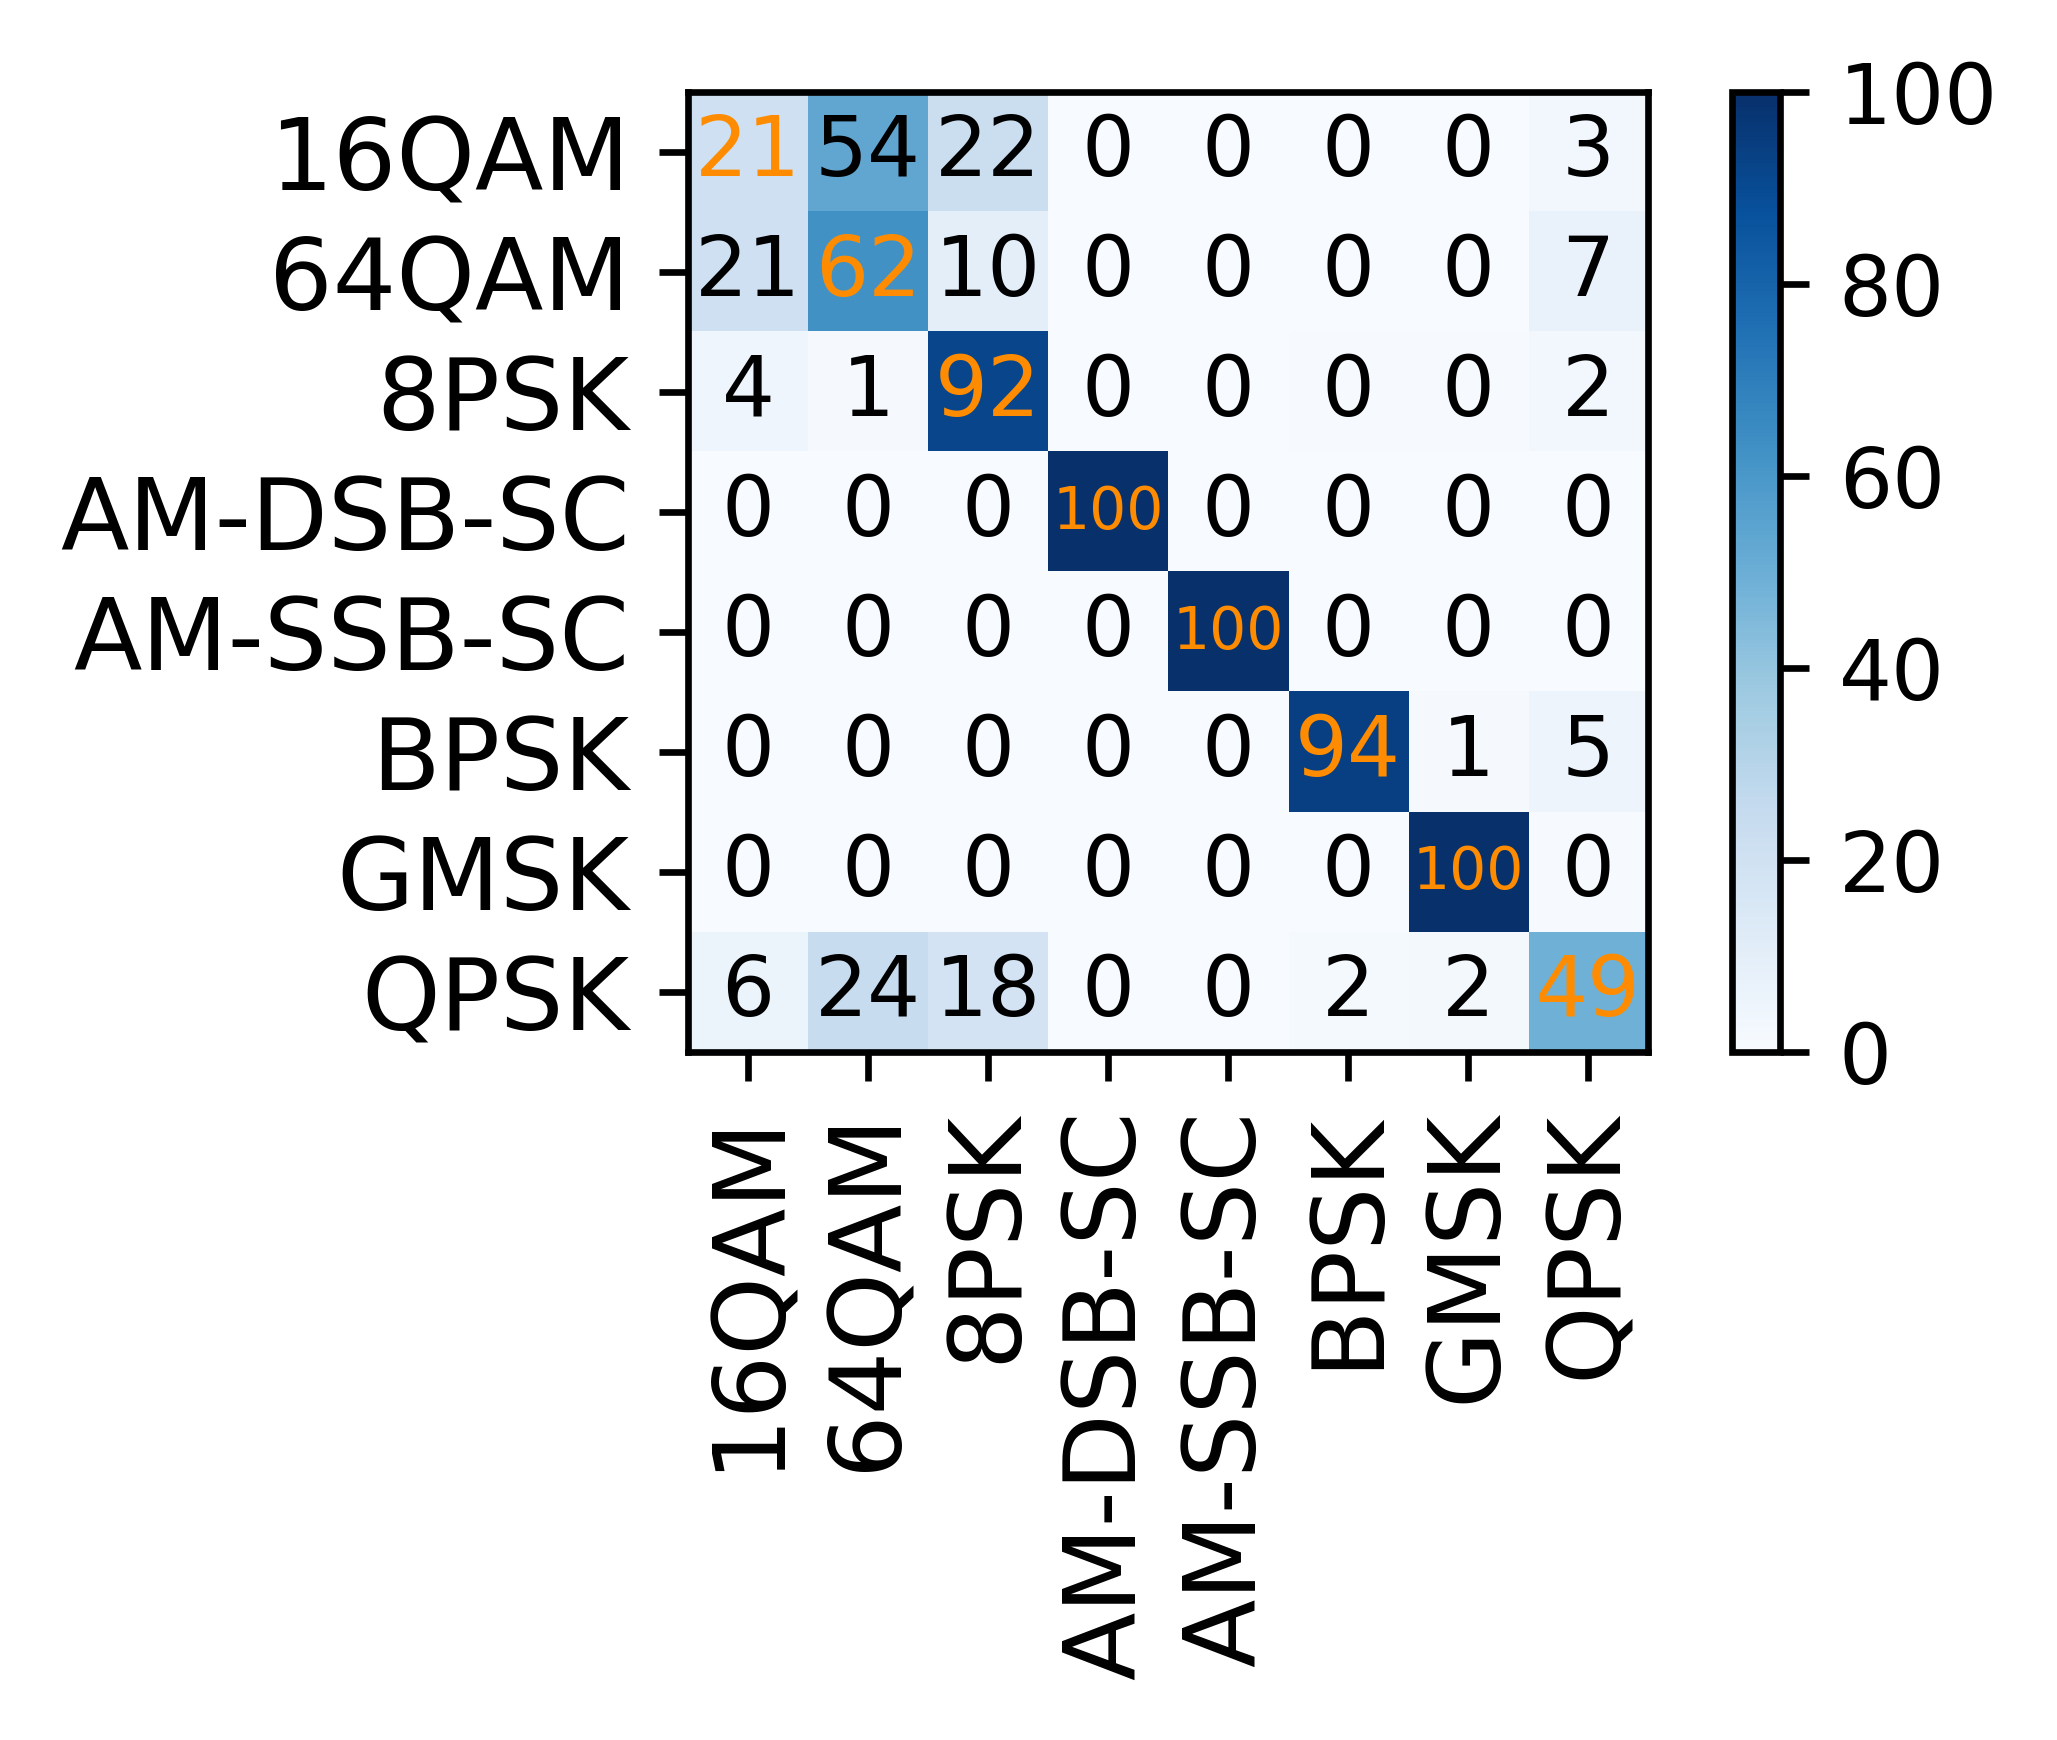 16QAM 21 54 22 0 0 0 0 3
64QAM 21 62 10 0 0 0 0 7
8PSK 4 1 92 0 0 0 0 2
AM-DSB-SC 0 0 0 100 0 0 0 0
AM-SSB-SC 0 0 0 0 100 0 0 0
BPSK 0 0 0 0 0 94 1 5
GMSK 0 0 0 0 0 0 100 0
QPSK 6 24 18 0 0 2 2 49
16QAM
64QAM
8PSK
AM-DSB-SC
AM-SSB-SC
BPSK
GMSK
QPSK
100
80
60
40
20
0